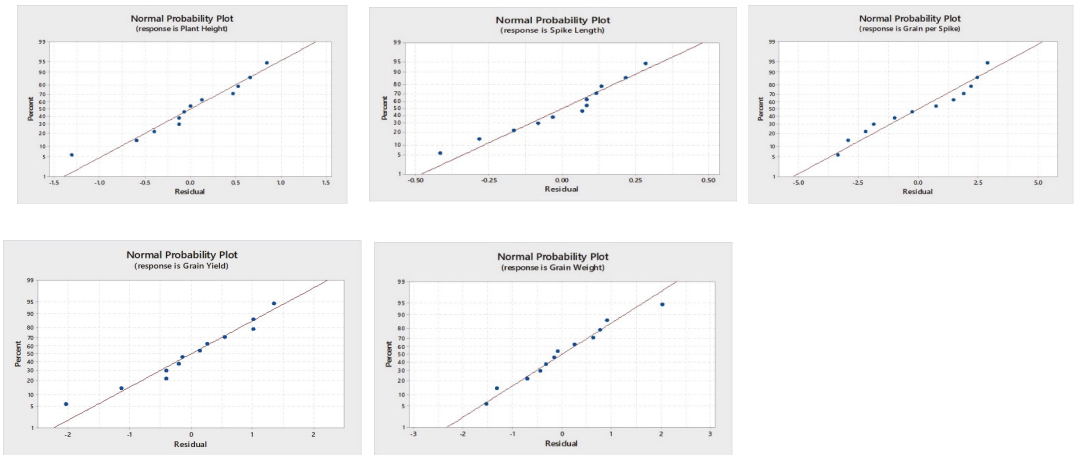 Normal Probability Plot
(response is Plant Height)
99
95
90
80
70
60
50
40
30
20
10
5
1
Percent
-1.5 -1.0 -0.5 0.0 0.5 1.0 1.5
Residual
Normal Probability Plot
(response is Spike Length)
99
95
90
80
70
60
50
40
30
20
10
5
1
Percent
-0.50 -0.25 0.00 0.25 0.50
Residual
Normal Probability Plot
(response is Grain per Spike)
99
95
90
80
70
60
50
40
30
20
10
5
1
Percent
-5.0 -2.5 0.0 2.5 5.0
Residual
Normal Probability Plot
(response is Grain Yield)
99
95
90
80
70
60
50
40
30
20
10
5
1
Percent
-2 -1 0 1 2
Residual
Normal Probability Plot
(response is Grain Weight)
99
95
90
80
70
60
50
40
30
20
10
5
1
Percent
-3 -2 -1 0 1 2 3
Residual